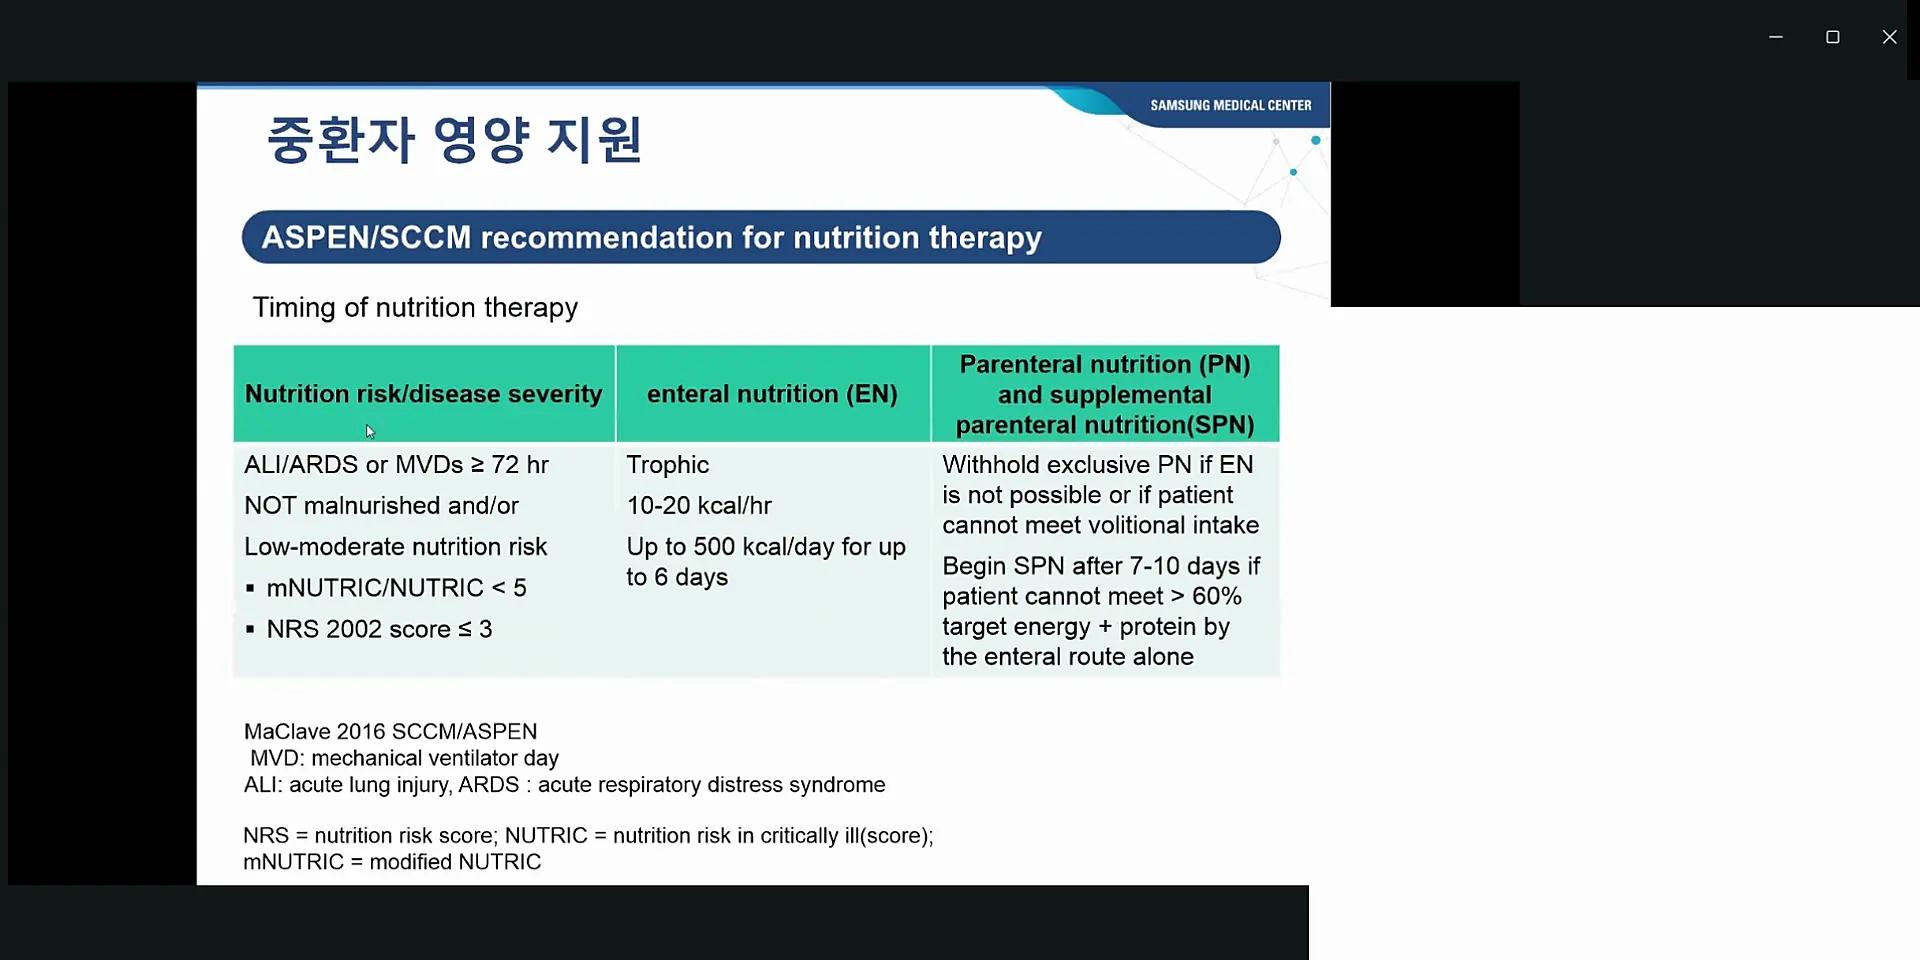 SAMSUNG MEDICAL CENTER
중환자 영양 지원
ASPEN/SCCM recommendation for nutrition therapy
Timing of nutrition therapy
Nutrition risk/disease severity
enteral nutrition (EN)
Parenteral nutrition (PN)
and supplemental
parenteral nutrition(SPN)
ALI/ARDS or MVDs ≥ 72 hr
NOT malnurished and/or
Low-moderate nutrition risk
▪ mNUTRIC/NUTRIC < 5
▪ NRS 2002 score ≤ 3
Trophic
10-20 kcal/hr
Up to 500 kcal/day for up
to 6 days
Withhold exclusive PN if EN
is not possible or if patient
cannot meet volitional intake
Begin SPN after 7-10 days if
patient cannot meet > 60%
target energy + protein by
the enteral route alone
MaClave 2016 SCCM/ASPEN
MVD: mechanical ventilator day
ALI: acute lung injury, ARDS : acute respiratory distress syndrome
NRS = nutrition risk score; NUTRIC = nutrition risk in critically ill(score);
mNUTRIC = modified NUTRIC